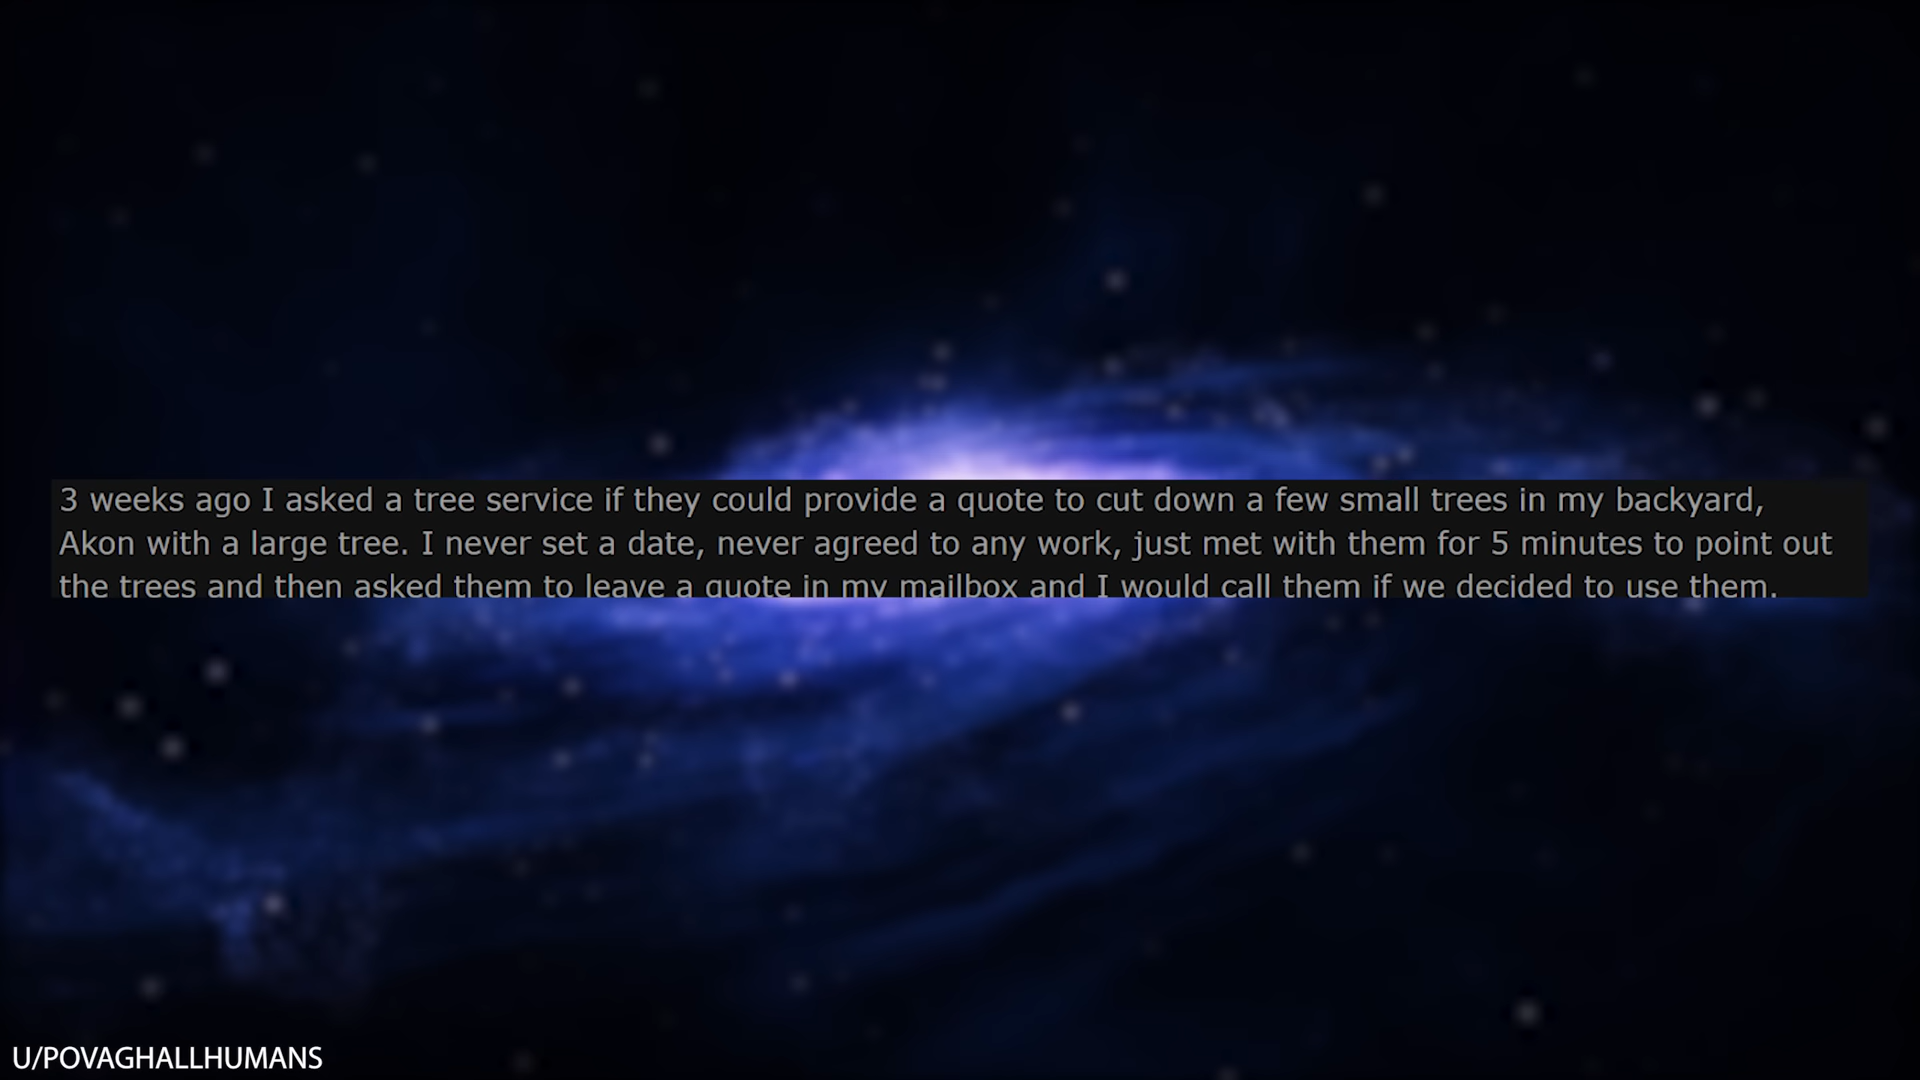 3 weeks ago I asked a tree service if they could provide a quote to cut down a few small trees in my backyard,
Akon with a large tree. I never set a date, never agreed to any work, just met with them for 5 minutes to point out
the trees and then asked them to leave a quote in my mailbox and I would call them if we decided to use them.
U/POVAGHALLHUMANS